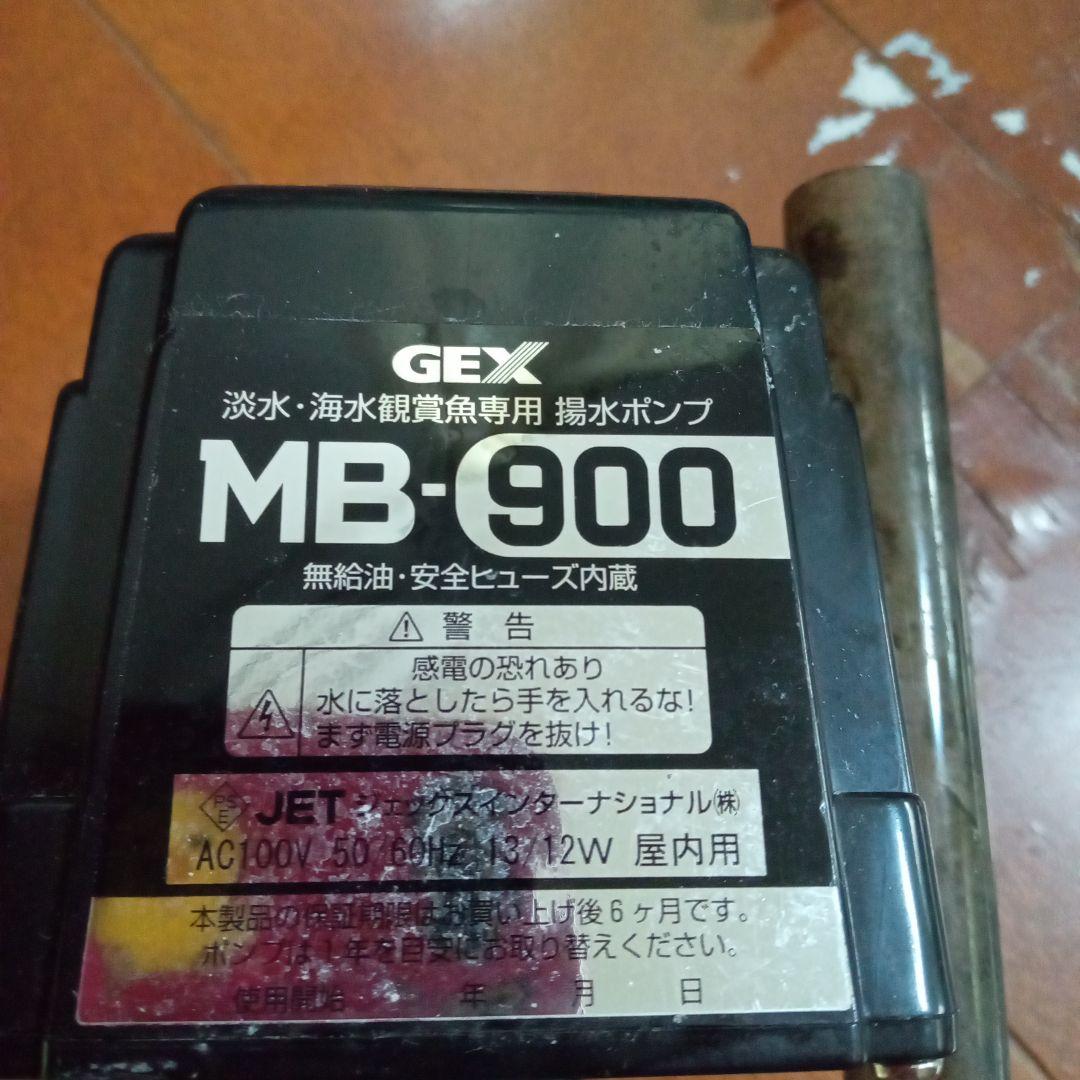 GEX
淡水・海水観賞魚専用 揚水ポンプ
MB-900
無給油・安全ヒューズ内蔵
⚠ 警 告
感電の恐れあり
水に落としたら手を入れるな!
まず電源プラグを抜け!
PS E JET ジェックスインターナショナル(株)
AC100V 50/60Hz 13/12W 屋内用
本製品の保証期限はお買い上げ後6ヶ月です。
ポンプは1年を目安にお取り替えください。
使用開始 年 月 日